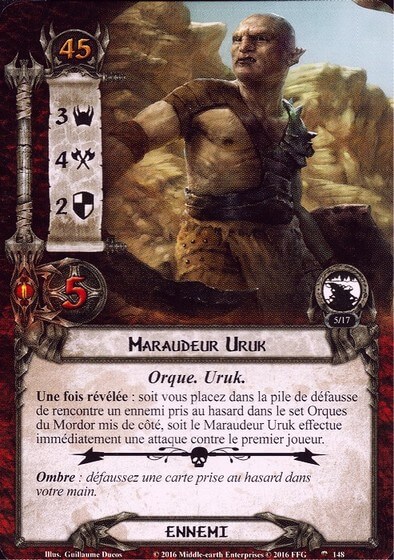 45
3
4
2
5
5/17
Maraudeur Uruk
Orque. Uruk.
Une fois révélée : soit vous placez dans la pile de défausse
de rencontre un ennemi pris au hasard dans le set Orques
du Mordor mis de côté, soit le Maraudeur Uruk effectue
immédiatement une attaque contre le premier joueur.
Ombre : défaussez une carte prise au hasard dans
votre main.
ENNEMI
Illus. Guillaume Ducos © 2016 Middle-earth Enterprises © 2016 FFG 148